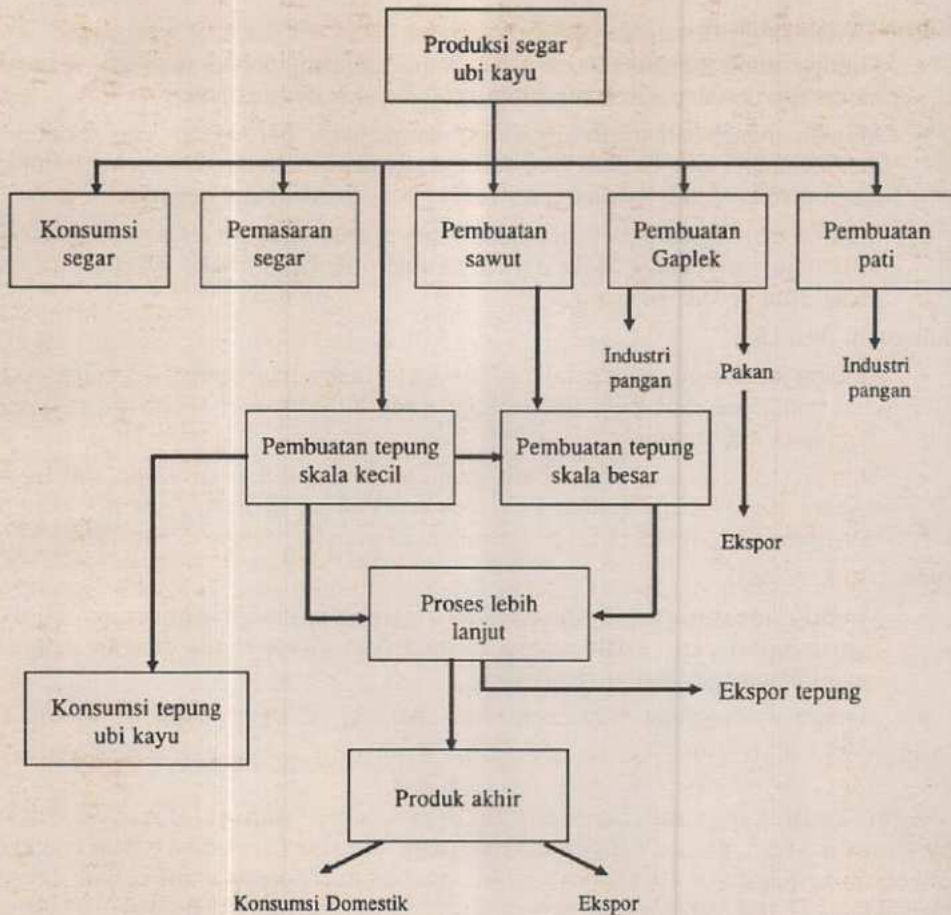 Produksi segar
ubi kayu
Konsumsi
segar
Pemasaran
segar
Pembuatan
sawut
Pembuatan
Gaplek
Pembuatan
pati
Industri
pangan
Pakan
Industri
pangan
Pembuatan tepung
skala kecil
Pembuatan tepung
skala besar
Ekspor
Proses lebih
lanjut
Konsumsi tepung
ubi kayu
Ekspor tepung
Produk akhir
Konsumsi Domestik
Ekspor